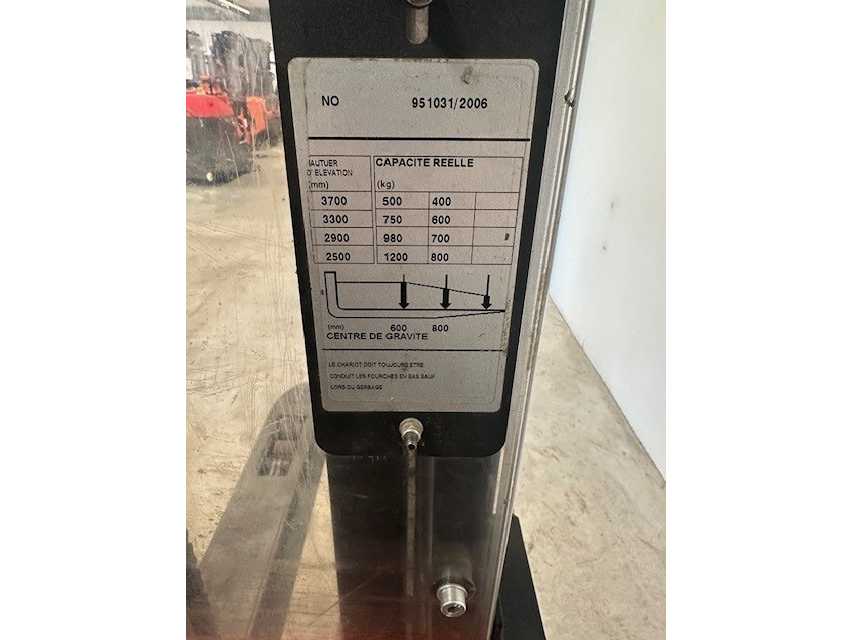 NO 951031/2006
HAUTUER CAPACITE REELLE
D'ELEVATION
(mm) (kg)
3700 500 400
3300 750 600
2900 980 700
2500 1200 800
(mm) 600 800
CENTRE DE GRAVITE
LE CHARIOT DOIT TOUJOURS ETRE
CONDUIT LES FOURCHES EN BAS SAUF
LORS DU GERBAGE